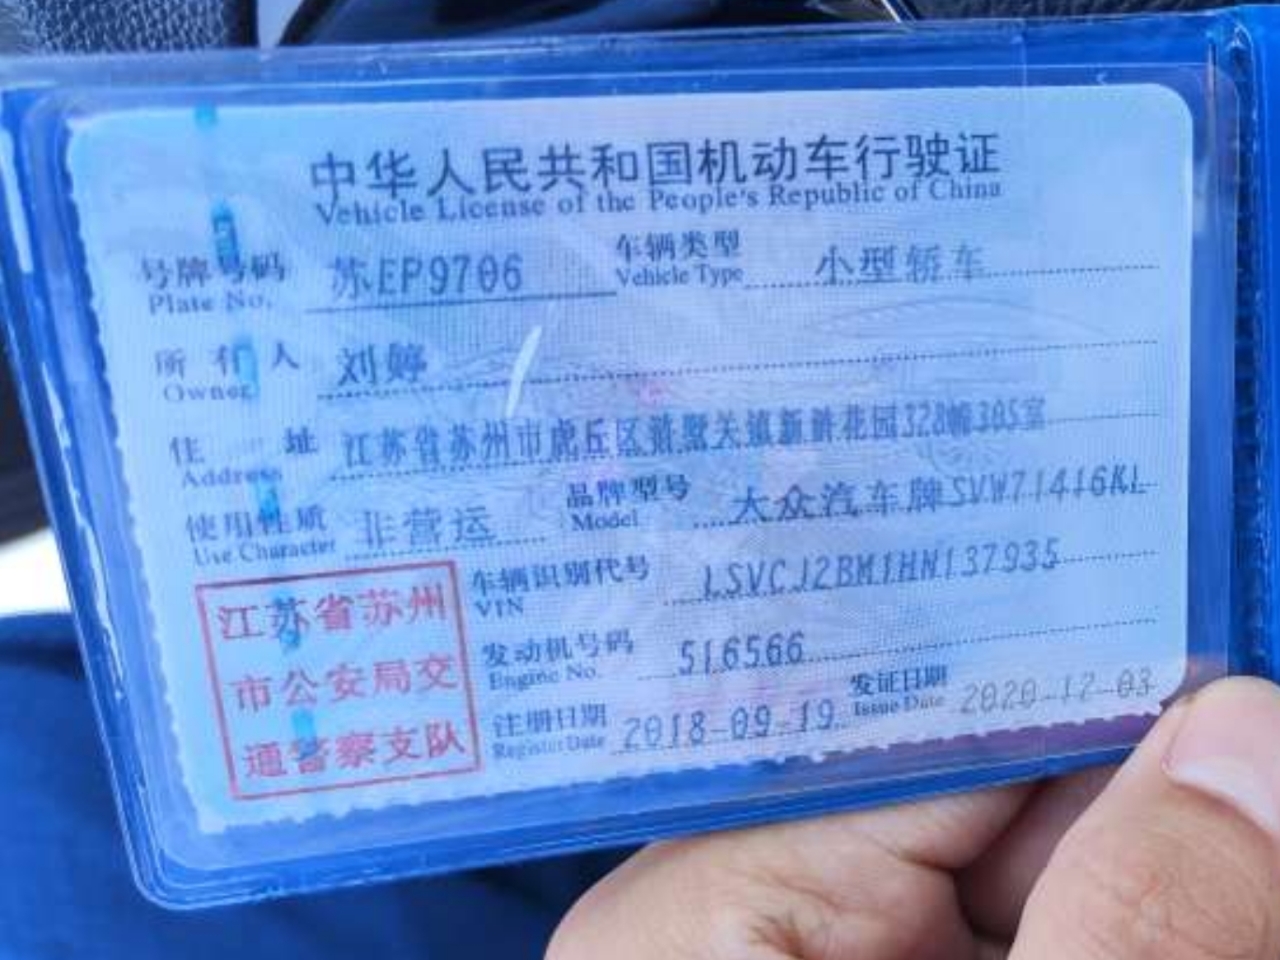 中华人民共和国机动车行驶证
Vehicle License of the People's Republic of China
号牌号码 苏EP9706 车辆类型 小型轿车
Plate No. Vehicle Type
所有人 刘婷
Owner
住址 江苏省苏州市虎丘区浒墅关镇新浒花园328幢305室
Address
使用性质 非营运 品牌型号 大众汽车牌SVW71416KL
Use Character Model
车辆识别代号 LSVCJ2BM1HN137935
VIN
发动机号码 516566
Engine No.
注册日期 2018-09-19 发证日期 2020-12-03
Register Date Issue Date
江苏省苏州
市公安局交
通警察支队